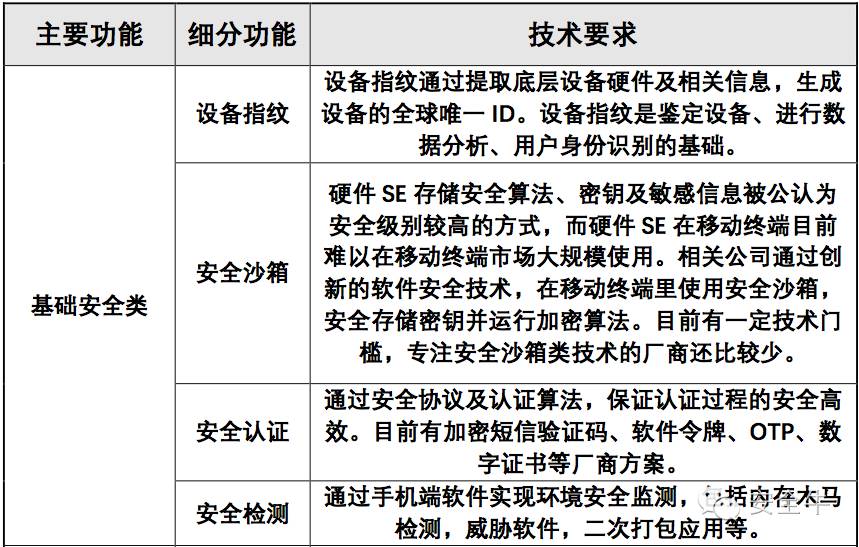 主要功能
细分功能
技术要求
基础安全类
设备指纹
设备指纹通过提取底层设备硬件及相关信息，生成
设备的全球唯一 ID。设备指纹是鉴定设备、进行数
据分析、用户身份识别的基础。
安全沙箱
硬件 SE 存储安全算法、密钥及敏感信息被公认为
安全级别较高的方式，而硬件 SE 在移动终端目前
难以在移动终端市场大规模使用。相关公司通过创
新的软件安全技术，在移动终端里使用安全沙箱，
安全存储密钥并运行加密算法。目前有一定技术门
槛，专注安全沙箱类技术的厂商还比较少。
安全认证
通过安全协议及认证算法，保证认证过程的安全高
效。目前有加密短信验证码、软件令牌、OTP、数
字证书等厂商方案。
安全检测
通过手机端软件实现环境安全监测，包括内存木马
检测，威胁软件，二次打包应用等。
安全牛